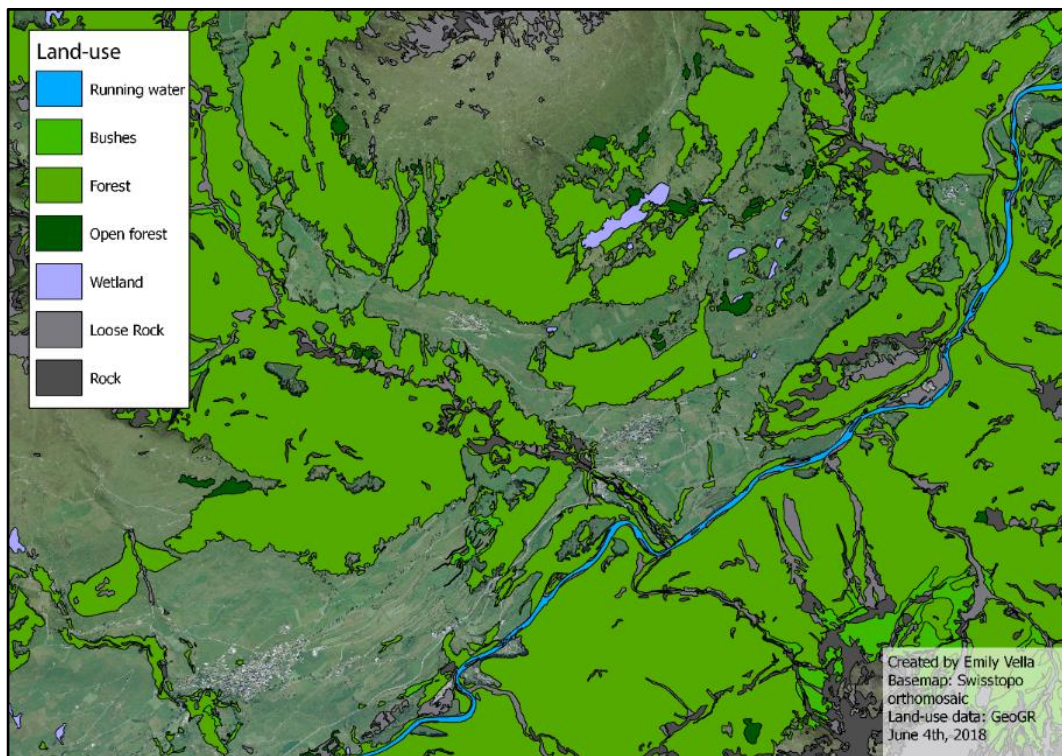 Land-use
Running water
Bushes
Forest
Open forest
Wetland
Loose Rock
Rock
Created by Emily Vella
Basemap: Swisstopo
orthomosaic
Land-use data: GeoGR
June 4th, 2018